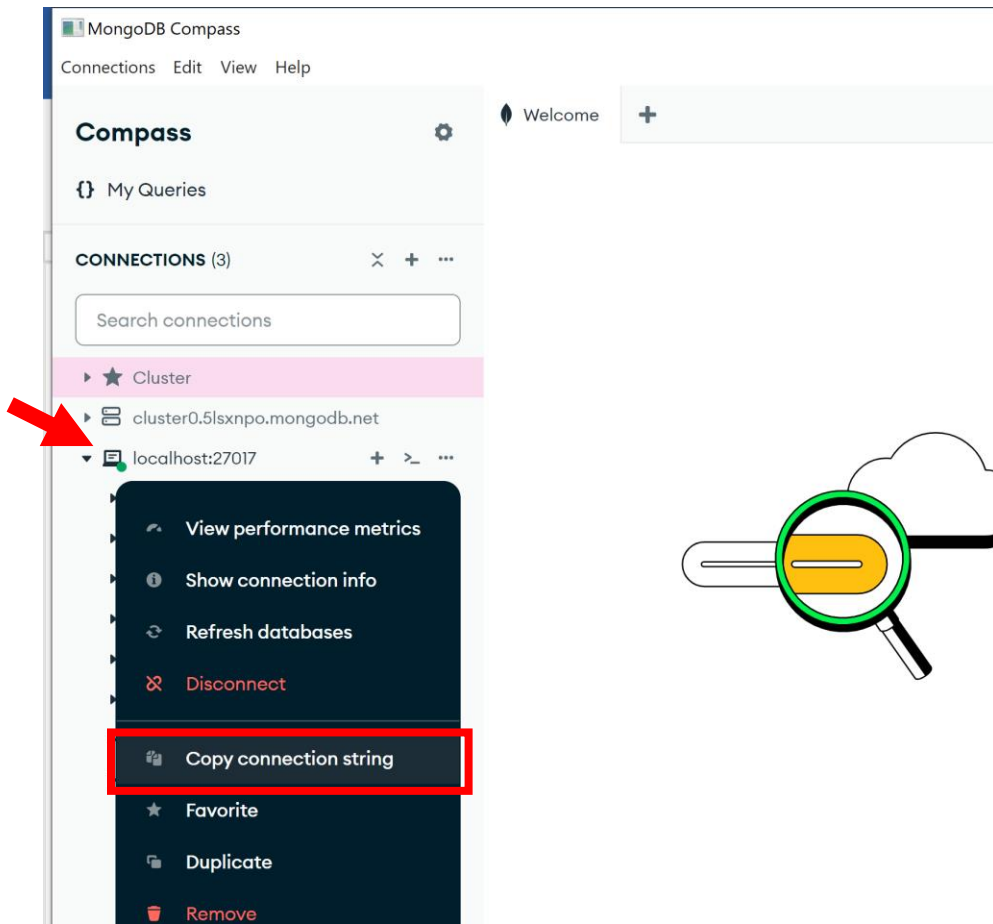 MongoDB Compass
Connections Edit View Help
Compass
Welcome
{} My Queries
CONNECTIONS (3)
Search connections
Cluster
cluster0.5lsxnpo.mongodb.net
localhost:27017
View performance metrics
Show connection info
Refresh databases
Disconnect
Copy connection string
Favorite
Duplicate
Remove